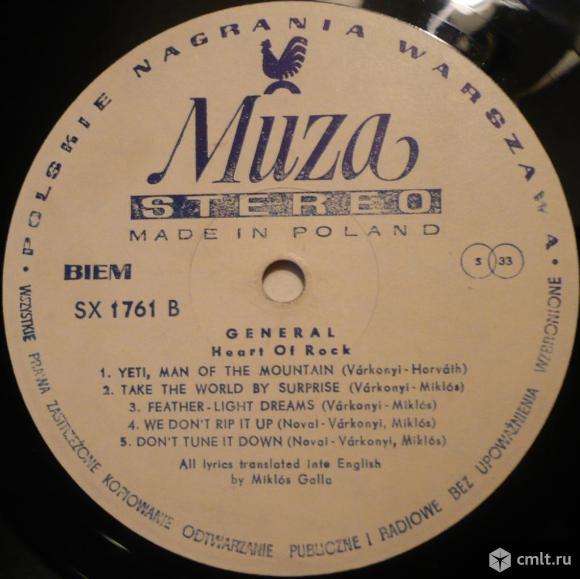 • POLSKIE NAGRANIA WARSZAWA •
Muza
STEREO
MADE IN POLAND
BIEM
SX 1761 B
S 33
GENERAL
Heart Of Rock
1. YETI, MAN OF THE MOUNTAIN (Várkonyi - Horváth)
2. TAKE THE WORLD BY SURPRISE (Várkonyi - Miklós)
3. FEATHER - LIGHT DREAMS (Várkonyi - Miklós)
4. WE DON'T RIP IT UP (Novai - Várkonyi, Miklós)
5. DON'T TUNE IT DOWN (Novai - Várkonyi, Miklós)
All lyrics translated into English
by Miklós Galla
WSZYSTKIE PRAWA ZASTRZEŻONE KOPIOWANIE ODTWARZANIE PUBLICZNE I RADIOWE BEZ UPOWAŻNIENIA WZBRONIONE
cmlt.ru